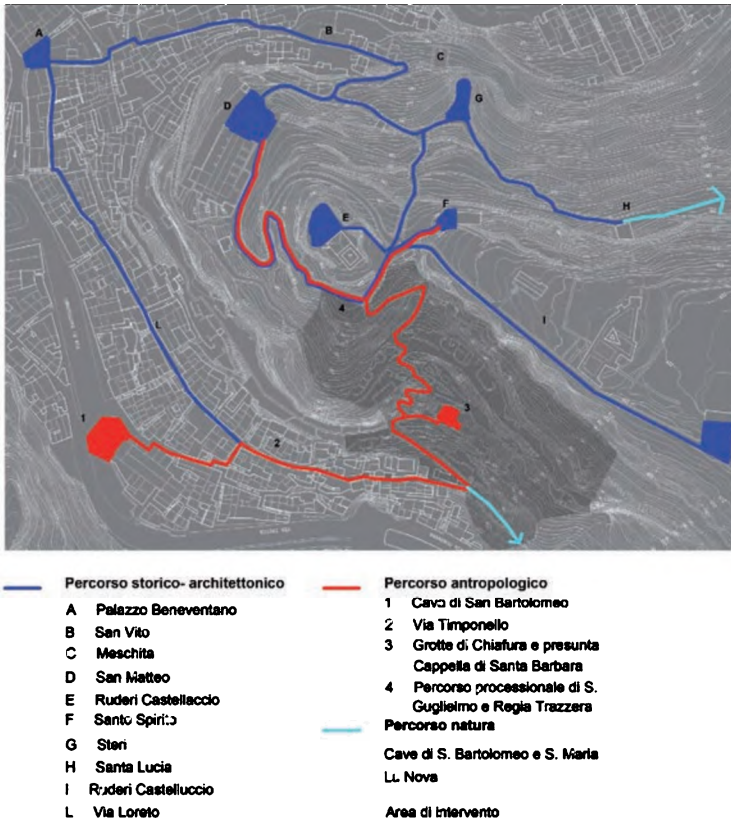 A
B
C
D
G
E
F
H
4
I
L
1
2
3
Percorso storico- architettonico
A Palazzo Beneventano
B San Vito
C Meschita
D San Matteo
E Ruderi Castellaccio
F Santo Spirito
G Steri
H Santa Lucia
I Ruderi Castelluccio
L Via Loreto
Percorso antropologico
1 Cava di San Bartolomeo
2 Via Timponello
3 Grotte di Chiafura e presunta
Cappella di Santa Barbara
4 Percorso processionale di S.
Guglielmo e Regia Trazzera
Percorso natura
Cave di S. Bartolomeo e S. Maria
La Nova
Area di Intervento